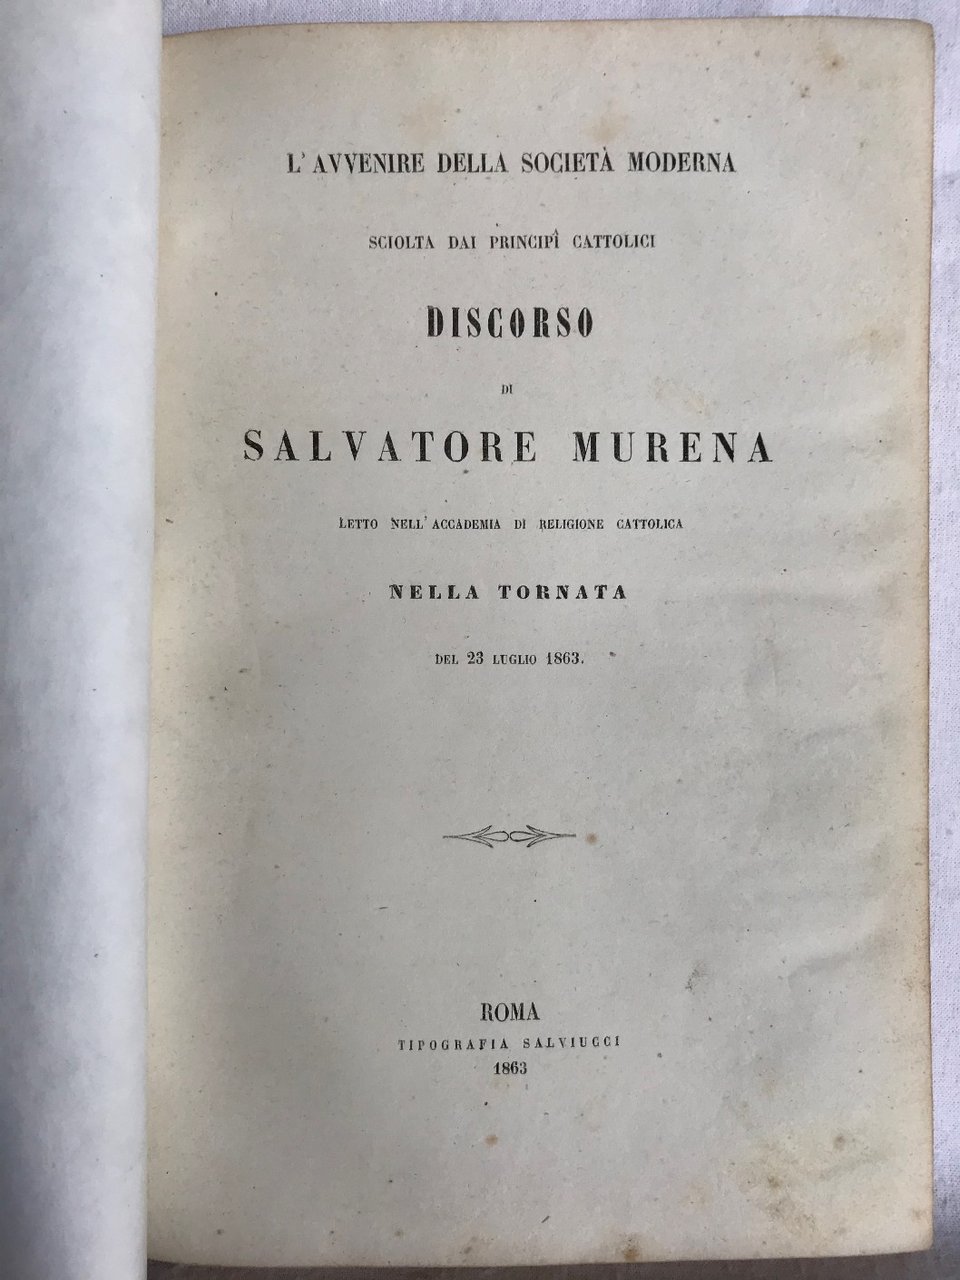 L' AVVENIRE DELLA SOCIETÀ MODERNA
SCIOLTA DAI PRINCIPÎ CATTOLICI
DISCORSO
DI
SALVATORE MURENA
LETTO NELL' ACCADEMIA DI RELIGIONE CATTOLICA
NELLA TORNATA
DEL 23 LUGLIO 1863.
ROMA
TIPOGRAFIA SALVIUCCI
1863